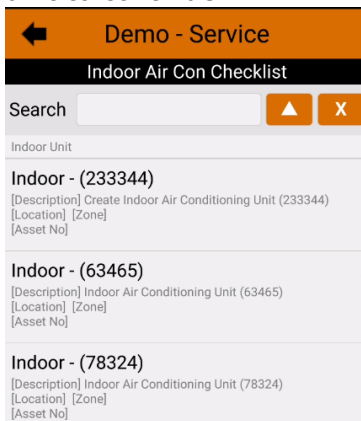 Demo - Service
Indoor Air Con Checklist
Search
X
Indoor Unit
Indoor - (233344)
[Description] Create Indoor Air Conditioning Unit (233344)
[Location] [Zone]
[Asset No]
Indoor - (63465)
[Description] Indoor Air Conditioning Unit (63465)
[Location] [Zone]
[Asset No]
Indoor - (78324)
[Description] Indoor Air Conditioning Unit (78324)
[Location] [Zone]
[Asset No]